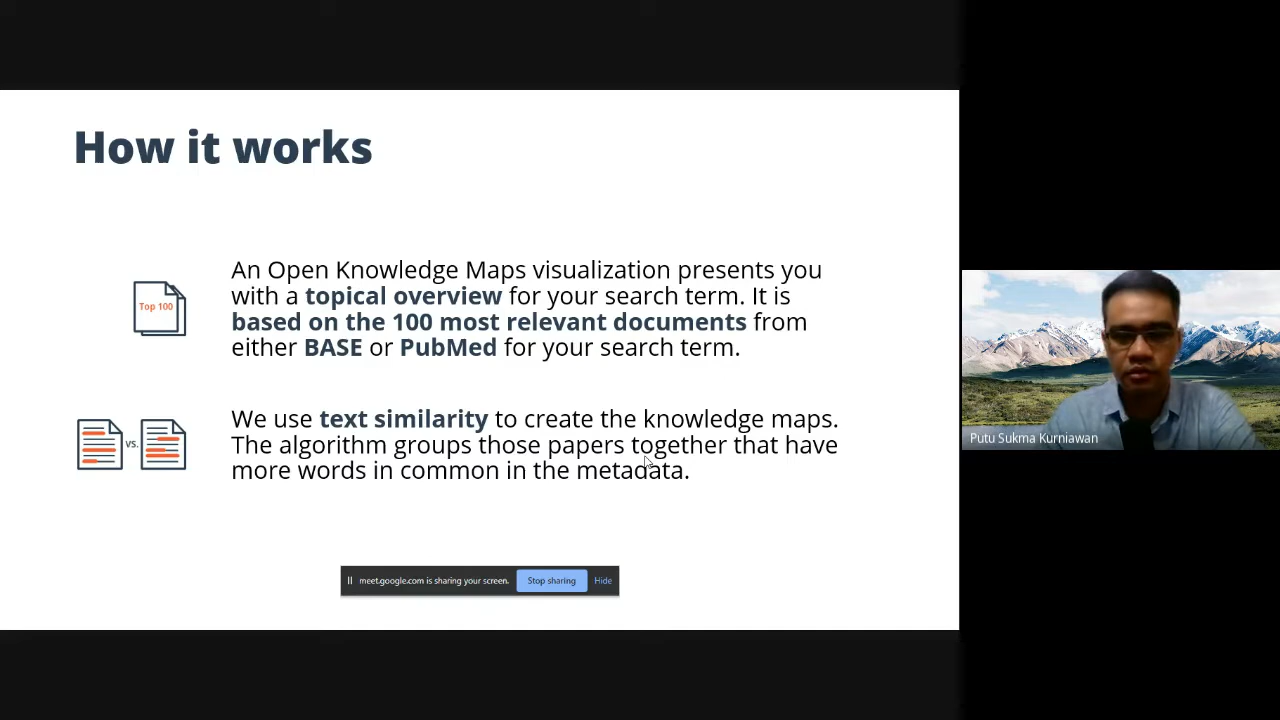 How it works
Top 100
An Open Knowledge Maps visualization presents you
with a topical overview for your search term. It is
based on the 100 most relevant documents from
either BASE or PubMed for your search term.
vs.
We use text similarity to create the knowledge maps.
The algorithm groups those papers together that have
more words in common in the metadata.
meet.google.com is sharing your screen. Stop sharing Hide
Putu Sukma Kurniawan